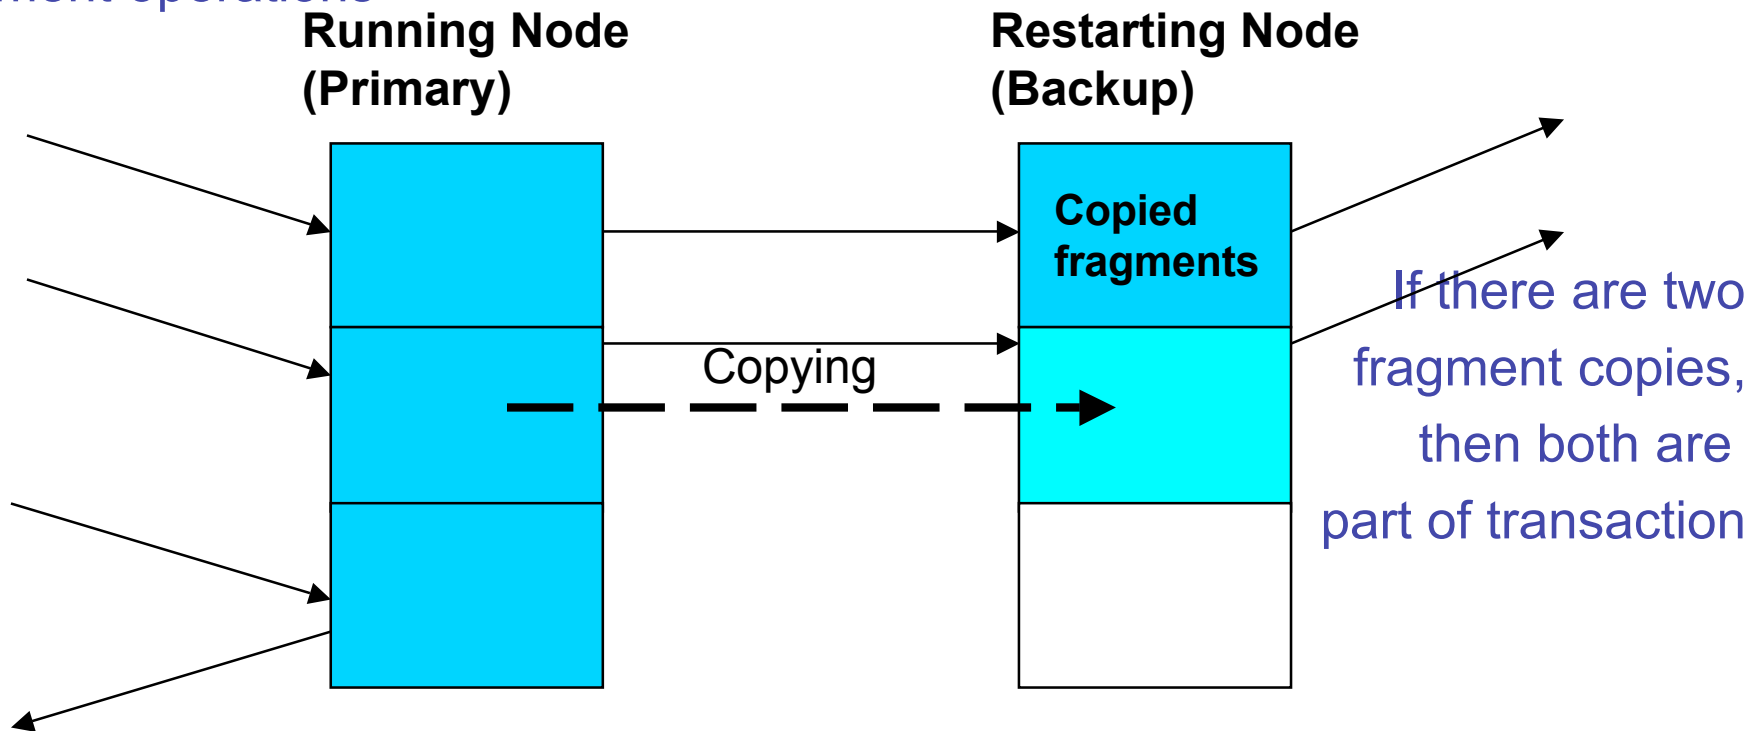 operations
Running Node
(Primary)
Restarting Node
(Backup)
Copied
fragments
Copying
If there are two
fragment copies,
then both are
part of transaction